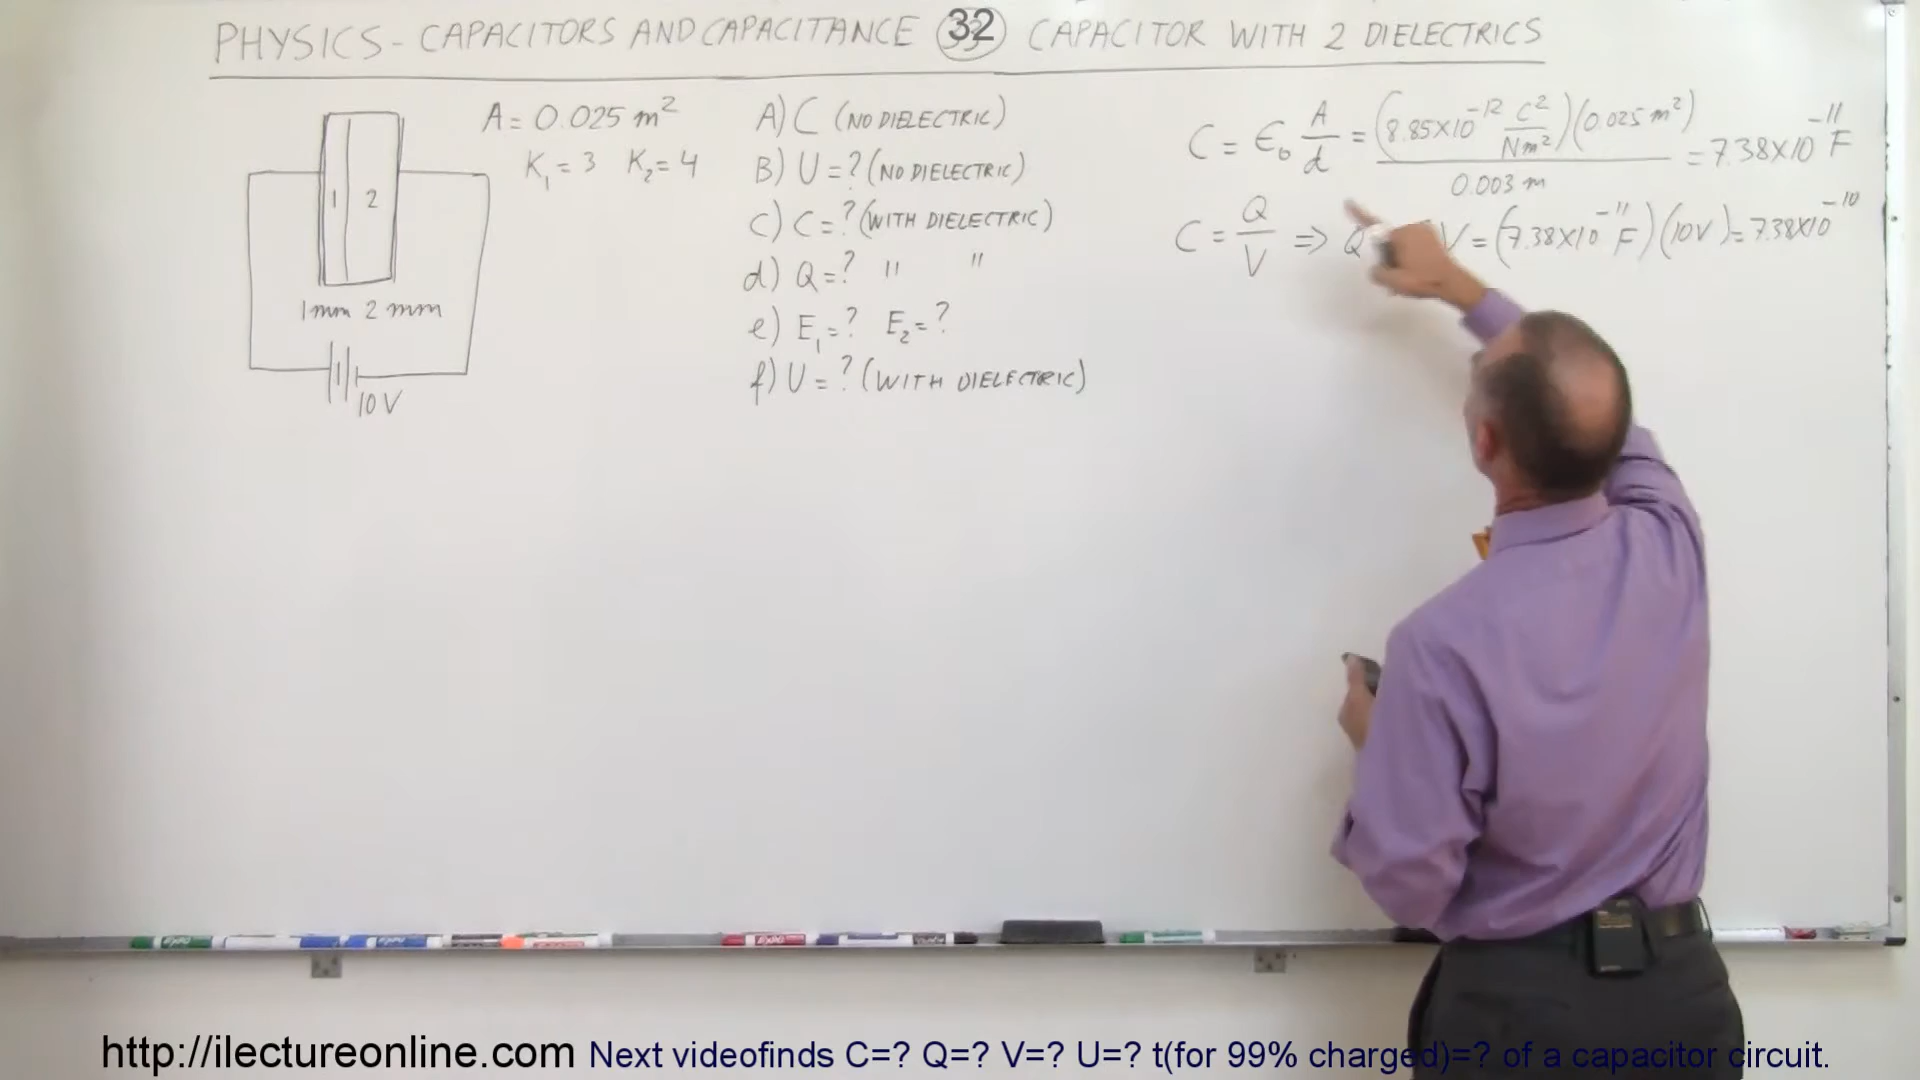 PHYSICS - CAPACITORS AND CAPACITANCE 32 CAPACITOR WITH 2 DIELECTRICS
A = 0.025 m²
K₁ = 3 K₂ = 4
1 2
1mm 2mm
10V
A) C (NO DIELECTRIC)
B) U = ? (NO DIELECTRIC)
C) C = ? (WITH DIELECTRIC)
d) Q = ? " "
e) E₁ = ? E₂ = ?
f) U = ? (WITH DIELECTRIC)
C = ε₀ A/d = (8.85×10⁻¹² C²/Nm²)(0.025 m²)/0.003 m = 7.38×10⁻¹¹ F
C = Q/V ⇒ Q V = (7.38×10⁻¹¹ F)(10V) = 7.38×10⁻¹⁰
http://ilectureonline.com Next videofinds C=? Q=? V=? U=? t(for 99% charged)=? of a capacitor circuit.